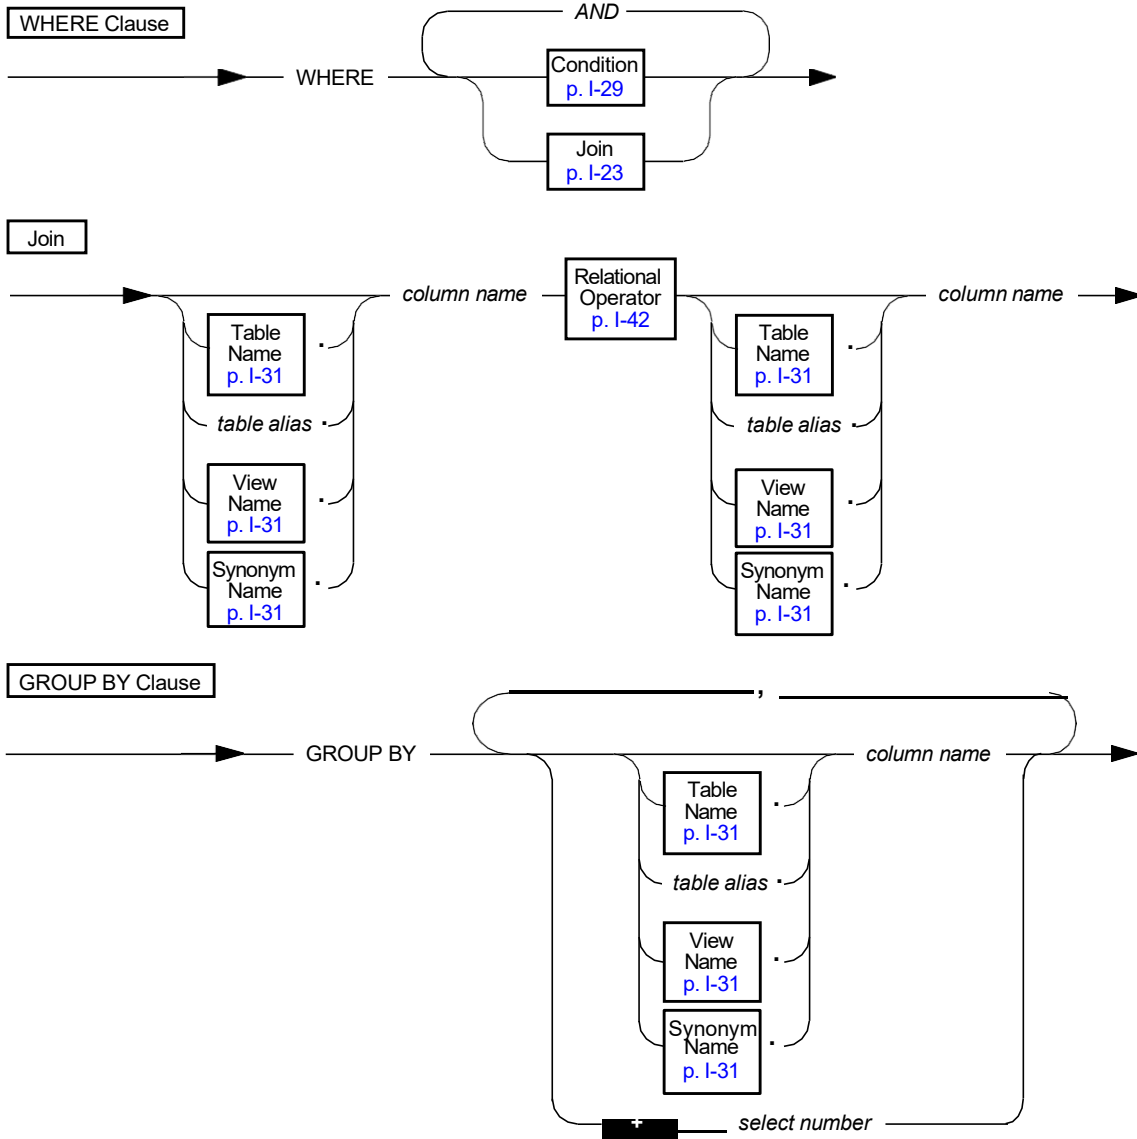 WHERE Clause
AND
WHERE
Condition
p. I-29
Join
p. I-23
Join
column name
Relational
Operator
p. I-42
column name
Table
Name
p. I-31
.
table alias .
View
Name
p. I-31
.
Synonym
Name
p. I-31
.
Table
Name
p. I-31
.
table alias .
View
Name
p. I-31
.
Synonym
Name
p. I-31
.
GROUP BY Clause
,
GROUP BY
column name
Table
Name
p. I-31
.
table alias .
View
Name
p. I-31
.
Synonym
Name
p. I-31
.
+
select number